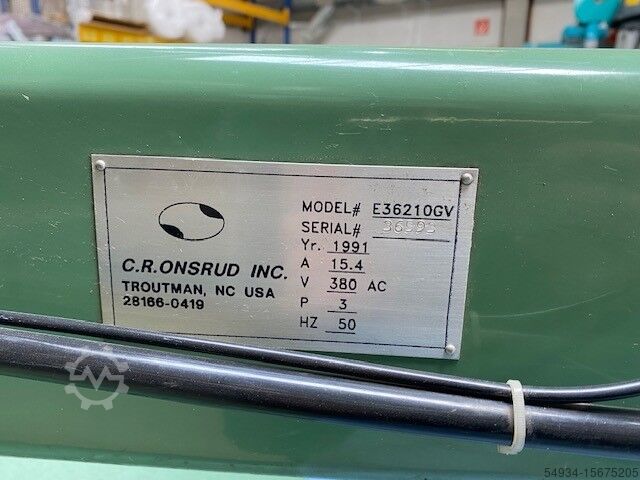 C.R.ONSRUD INC.
TROUTMAN, NC USA
28166-0419
MODEL# E36210GV
SERIAL# 36593
Yr. 1991
A 15.4
V 380 AC
P 3
HZ 50
54934-15675205